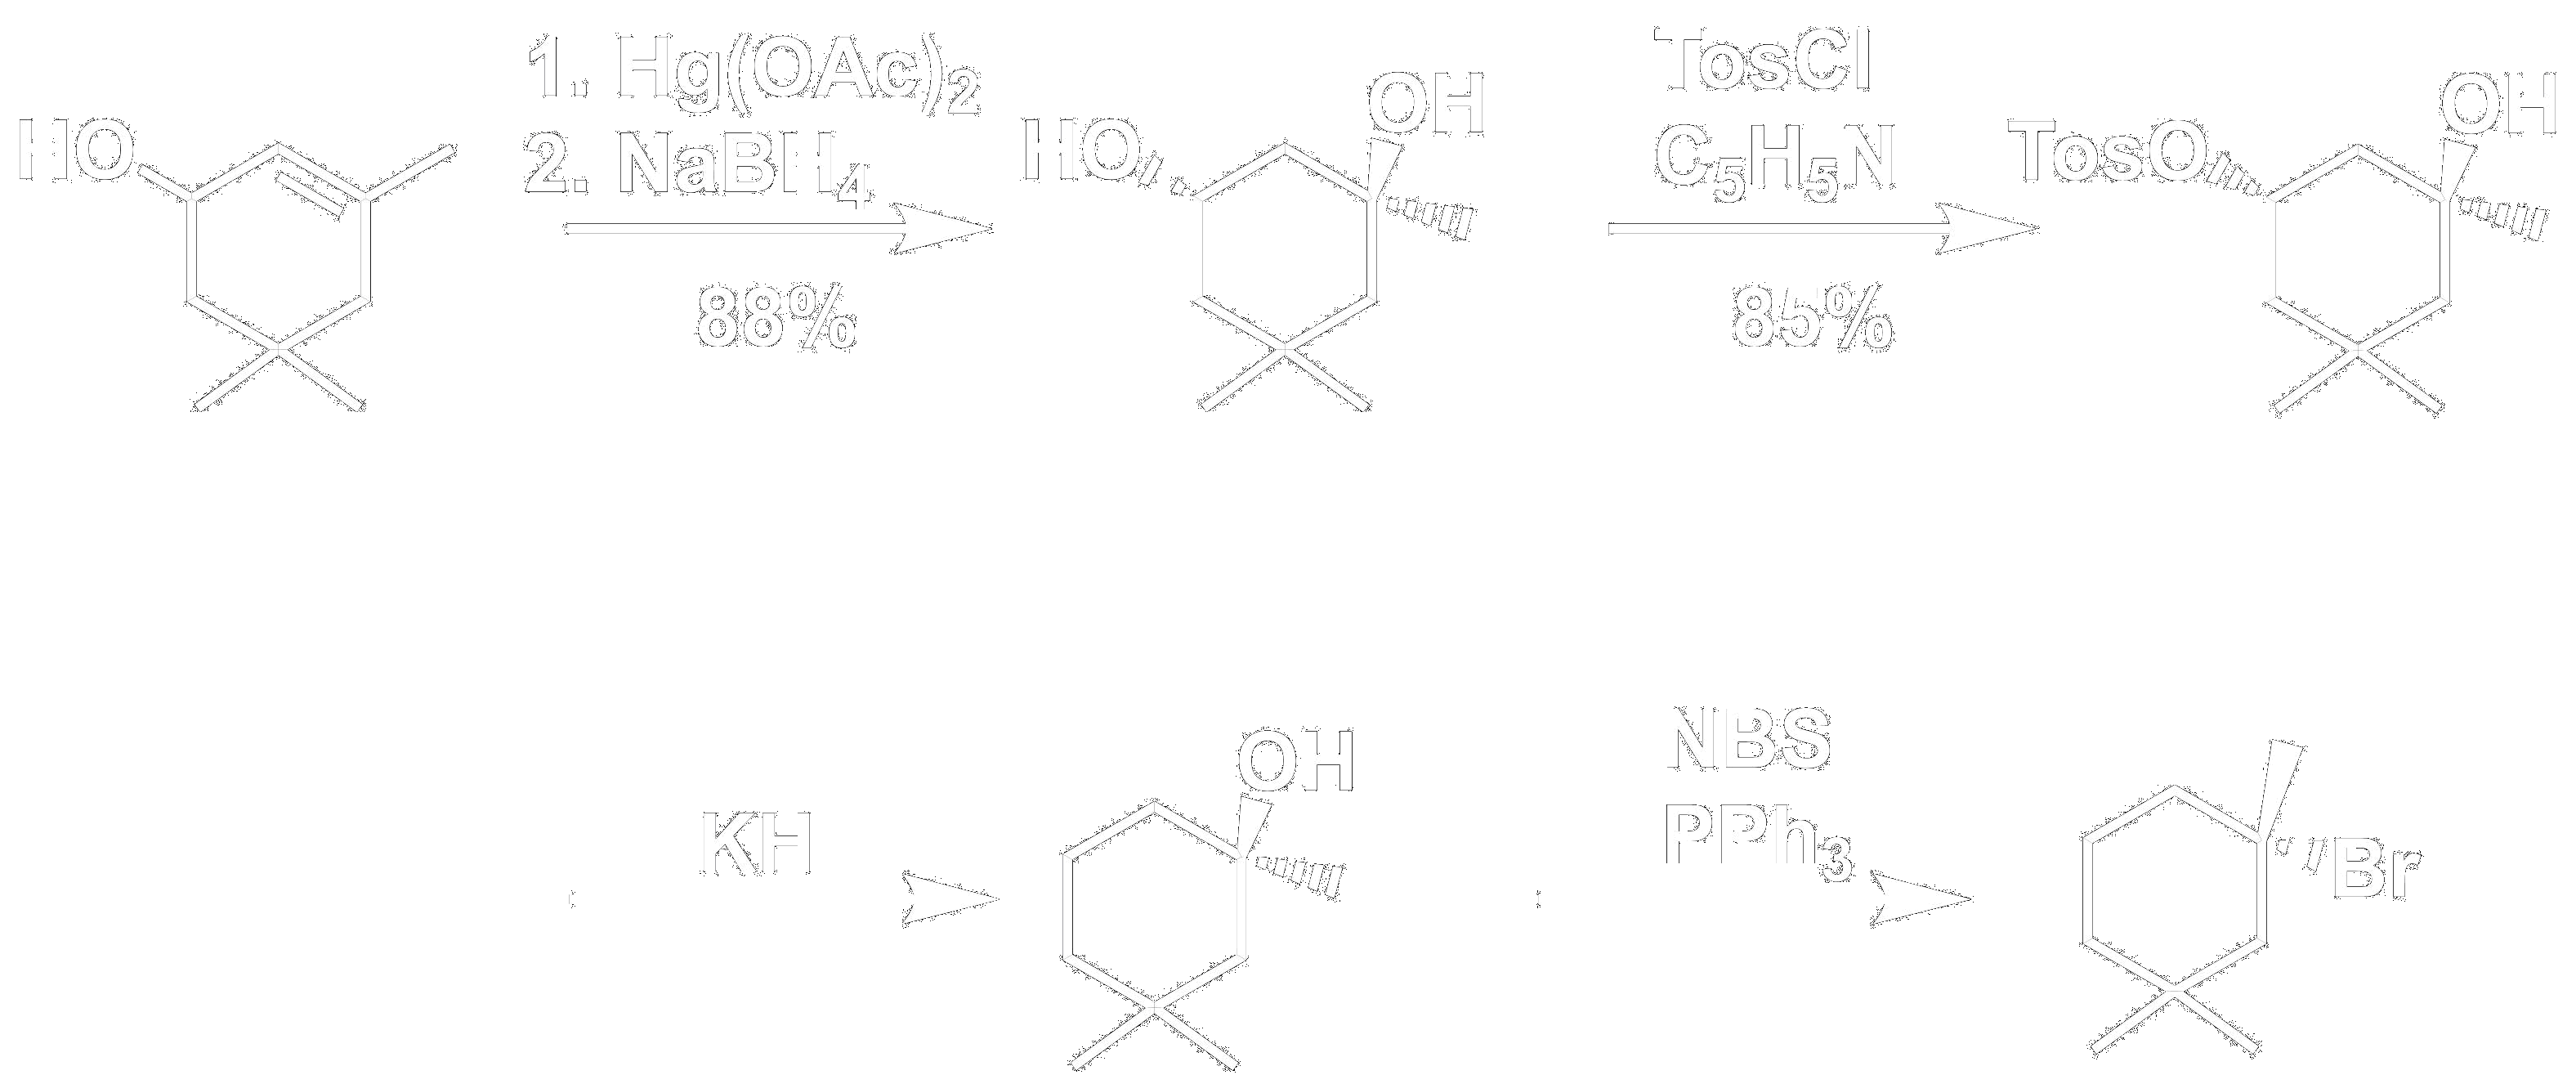 HO
1. Hg(OAc)2
2. NaBH4
88%
HO
OH
TosCl
C5H5N
85%
TosO
OH
KH
OH
NBS
PPh3
Br